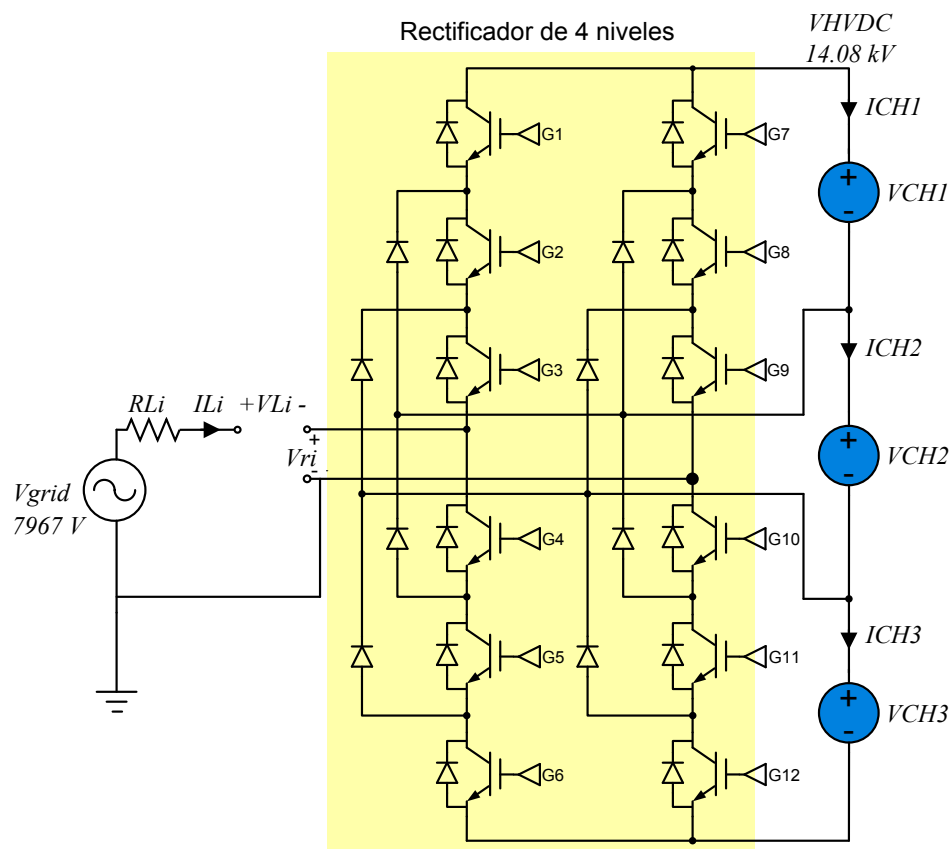 Rectificador de 4 niveles
VHVDC
14.08 kV
ICH1
G1
G7
+
VCH1
-
G2
G8
ICH2
G3
G9
RLi
ILi
+VLi -
+
Vri
-
+
VCH2
-
Vgrid
7967 V
G4
G10
ICH3
G5
G11
+
VCH3
-
G6
G12